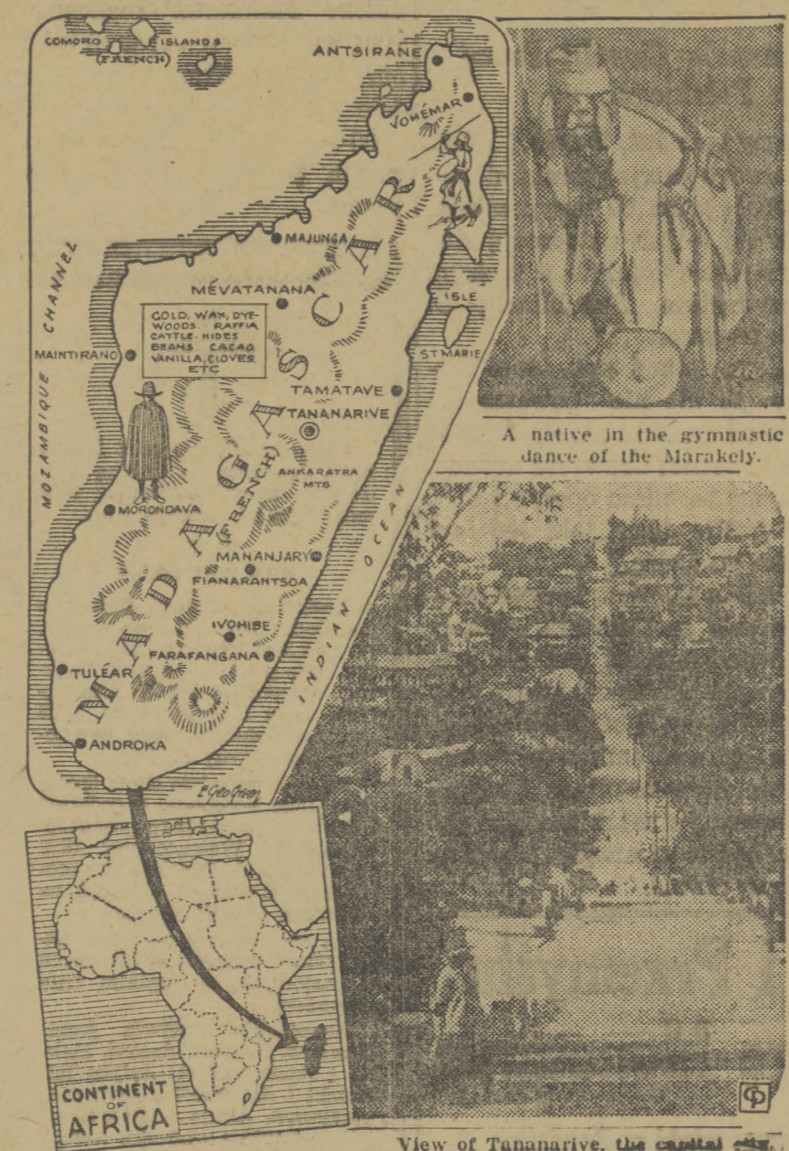 COMORO ISLANDS
(FRENCH)
ANTSIRANE
VOHÉMAR
MAJUNGA
MOZAMBIQUE CHANNEL
MÉVATANANA
GOLD, WAX, DYE-
WOODS RAFFIA
CATTLE-HIDES
BEANS CACAO
VANILLA, CLOVES
ETC
ISLE
ST MARIE
MAINTIRANO
TAMATAVE
TANANARIVE
MADAGASCAR
(FRENCH)
ANKARATRA
MTS
MORONDAVA
MANANJARY
FIANARANTSOA
INDIAN OCEAN
IVOHIBE
FARAFANGANA
TULÉAR
ANDROKA
A native in the gymnastic
dance of the Marakely.
CONTINENT
OF
AFRICA
CP
View of Tananarive, the capital city.